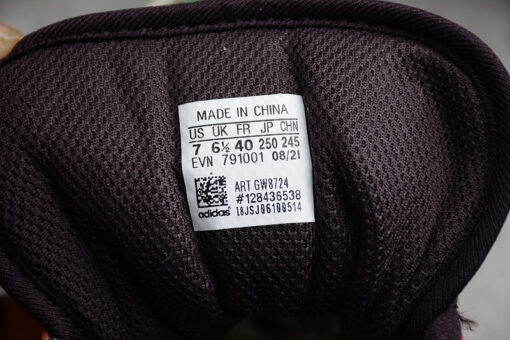 MADE IN CHINA
US UK FR JP CHN
7 6½ 40 250 245
EVN 791001 08/21
ART GW8724
#128436538
adidas 18JSJ06100514